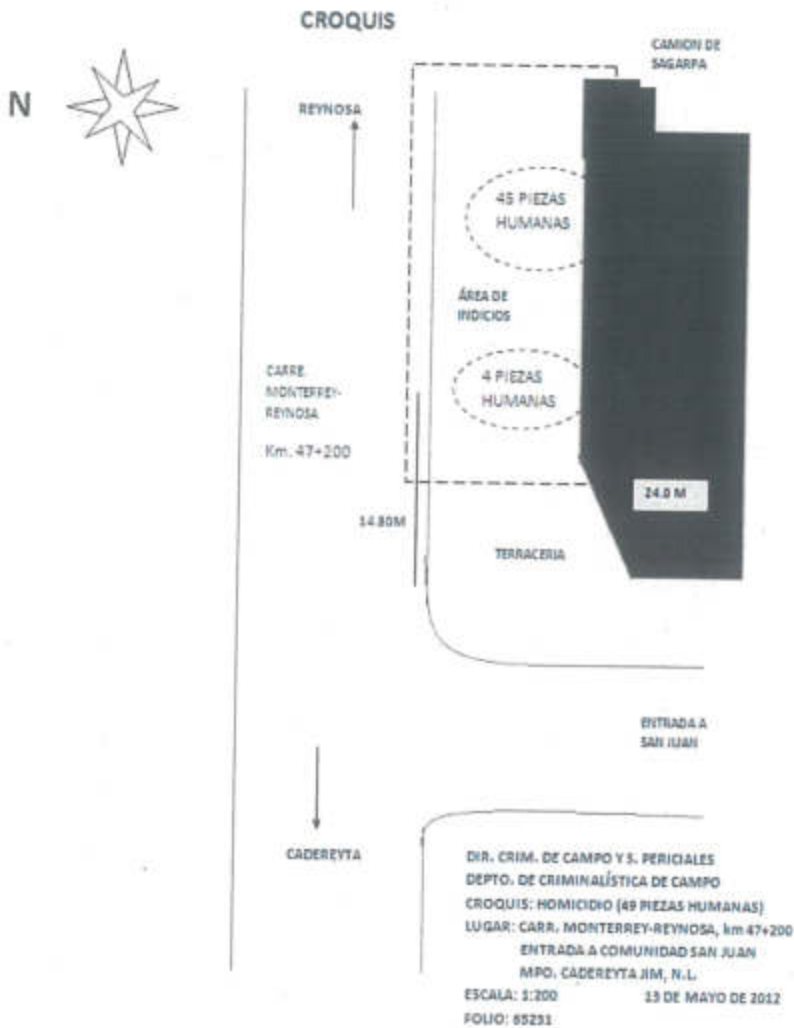 CROQUIS
CAMION DE
SAGARPA
N
REYNOSA
45 PIEZAS
HUMANAS
ÁREA DE
INDICIOS
4 PIEZAS
HUMANAS
CARRE.
MONTERREY-
REYNOSA
Km. 47+200
24.0 M
14.80M
TERRACERIA
ENTRADA A
SAN JUAN
CADEREYTA
DIR. CRIM. DE CAMPO Y S. PERICIALES
DEPTO. DE CRIMINALÍSTICA DE CAMPO
CROQUIS: HOMICIDIO (49 PIEZAS HUMANAS)
LUGAR: CARR. MONTERREY-REYNOSA, km 47+200
ENTRADA A COMUNIDAD SAN JUAN
MPO. CADEREYTA JIM, N.L.
ESCALA: 1:200 13 DE MAYO DE 2012
FOLIO: 65231